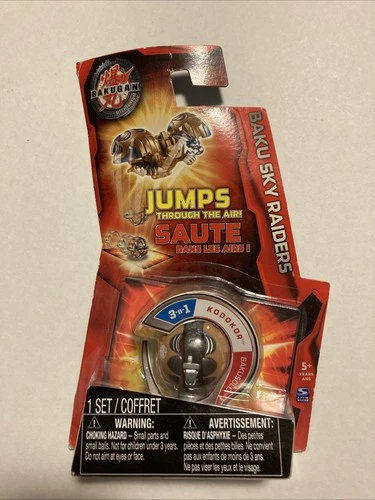 BAKUGAN
BAKU SKY RAIDERS
JUMPS
THROUGH THE AIR!
SAUTE
DANS LES AIRS !
3-n-1
KODOKOR
5+
YEARS
ANS
1 SET / COFFRET
WARNING:
CHOKING HAZARD – Small parts and
small balls. Not for children under 3 years.
Do not aim at eyes or face.
AVERTISSEMENT:
RISQUE D'ASPHYXIE – Des petites
pièces et des petites billes. Ne convient
pas aux enfants de moins de 3 ans.
Ne pas viser les yeux et le visage.